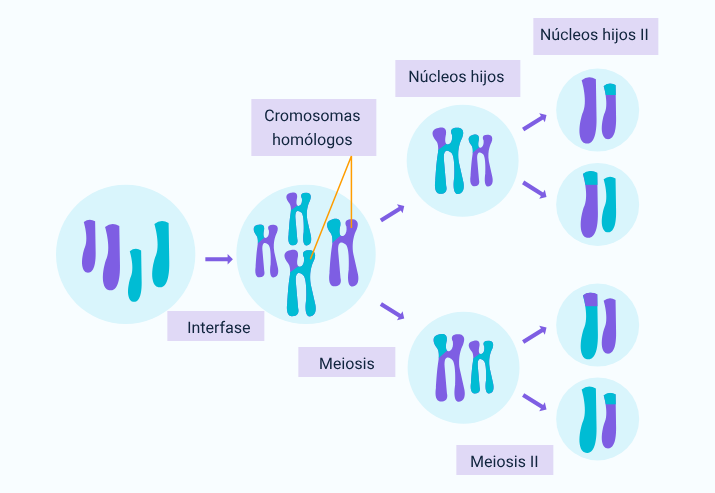 Núcleos hijos II
Núcleos hijos
Cromosomas
homólogos
Interfase
Meiosis
Meiosis II